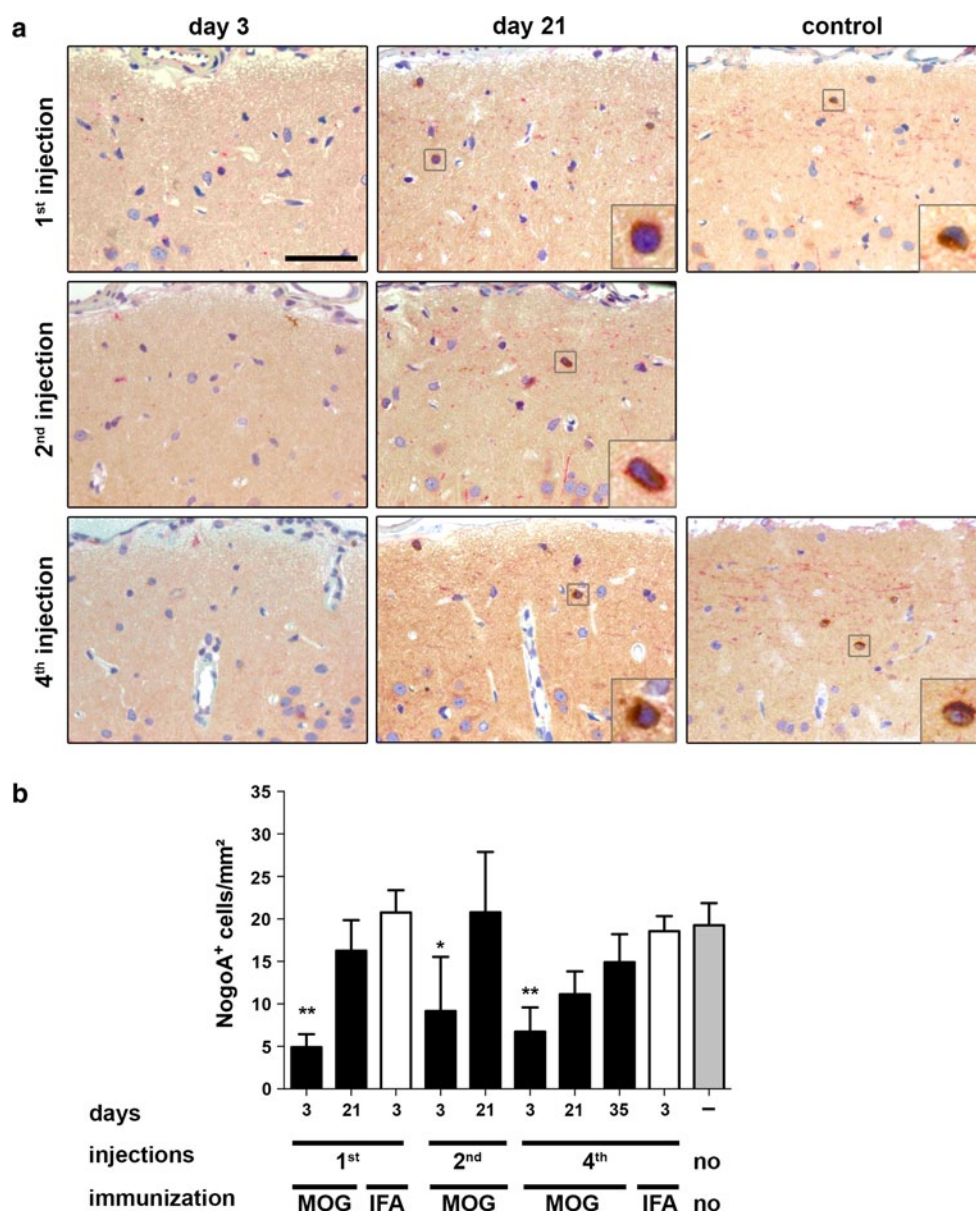 a
day 3 day 21 control
1st injection
2nd injection
4th injection
b
NogoA+ cells/mm²
35
30
25
20
15
10
5
0
** * **
days 3 21 3 3 21 3 21 35 3 –
injections 1st 2nd 4th no
immunization MOG IFA MOG MOG IFA no